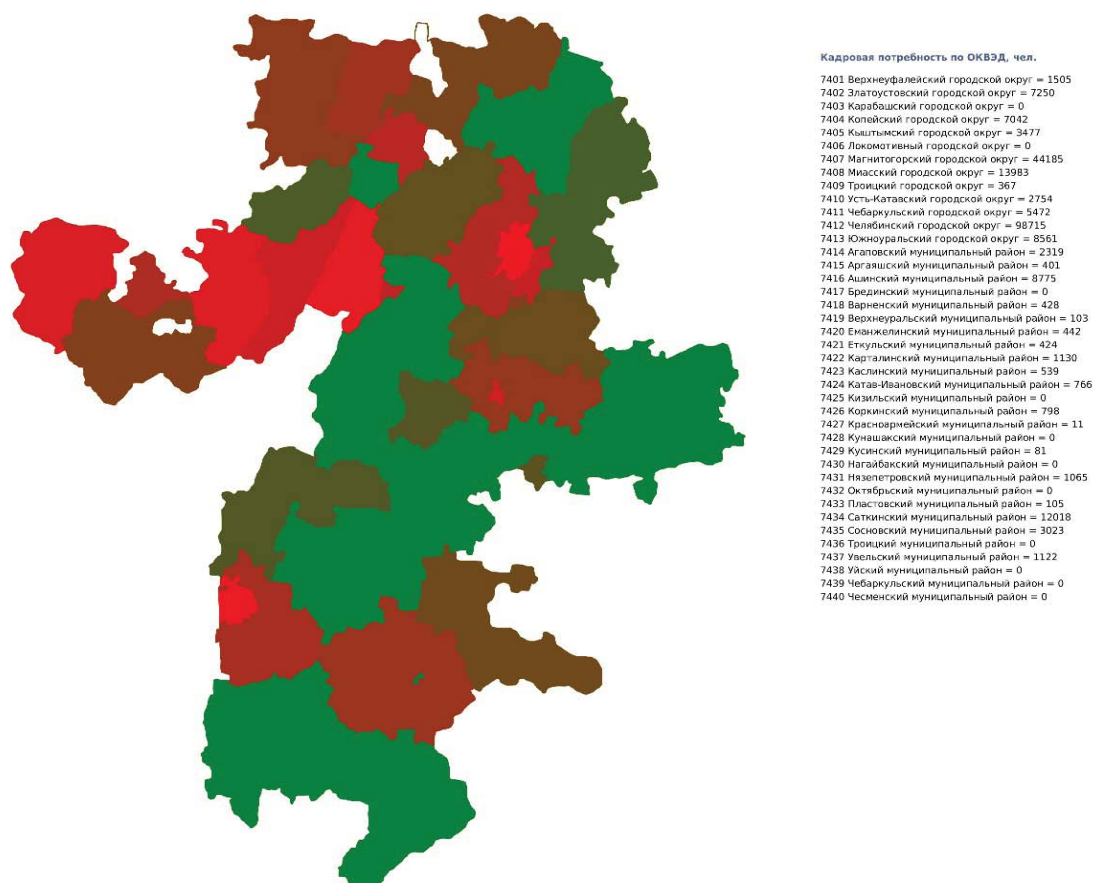 Кадровая потребность по ОКВЭД, чел.
7401 Верхнеуфалейский городской округ = 1505
7402 Златоустовский городской округ = 7250
7403 Карабашский городской округ = 0
7404 Копейский городской округ = 7042
7405 Кыштымский городской округ = 3477
7406 Локомотивный городской округ = 0
7407 Магнитогорский городской округ = 44185
7408 Миасский городской округ = 13983
7409 Троицкий городской округ = 367
7410 Усть-Катавский городской округ = 2754
7411 Чебаркульский городской округ = 5472
7412 Челябинский городской округ = 98715
7413 Южноуральский городской округ = 8561
7414 Агаповский муниципальный район = 2319
7415 Аргаяшский муниципальный район = 401
7416 Ашинский муниципальный район = 8775
7417 Брединский муниципальный район = 0
7418 Варненский муниципальный район = 428
7419 Верхнеуральский муниципальный район = 103
7420 Еманжелинский муниципальный район = 442
7421 Еткульский муниципальный район = 424
7422 Карталинский муниципальный район = 1130
7423 Каслинский муниципальный район = 539
7424 Катав-Ивановский муниципальный район = 766
7425 Кизильский муниципальный район = 0
7426 Коркинский муниципальный район = 798
7427 Красноармейский муниципальный район = 11
7428 Кунашакский муниципальный район = 0
7429 Кусинский муниципальный район = 81
7430 Нагайбакский муниципальный район = 0
7431 Нязепетровский муниципальный район = 1065
7432 Октябрьский муниципальный район = 0
7433 Пластовский муниципальный район = 105
7434 Саткинский муниципальный район = 12018
7435 Сосновский муниципальный район = 3023
7436 Троицкий муниципальный район = 0
7437 Увельский муниципальный район = 1122
7438 Уйский муниципальный район = 0
7439 Чебаркульский муниципальный район = 0
7440 Чесменский муниципальный район = 0